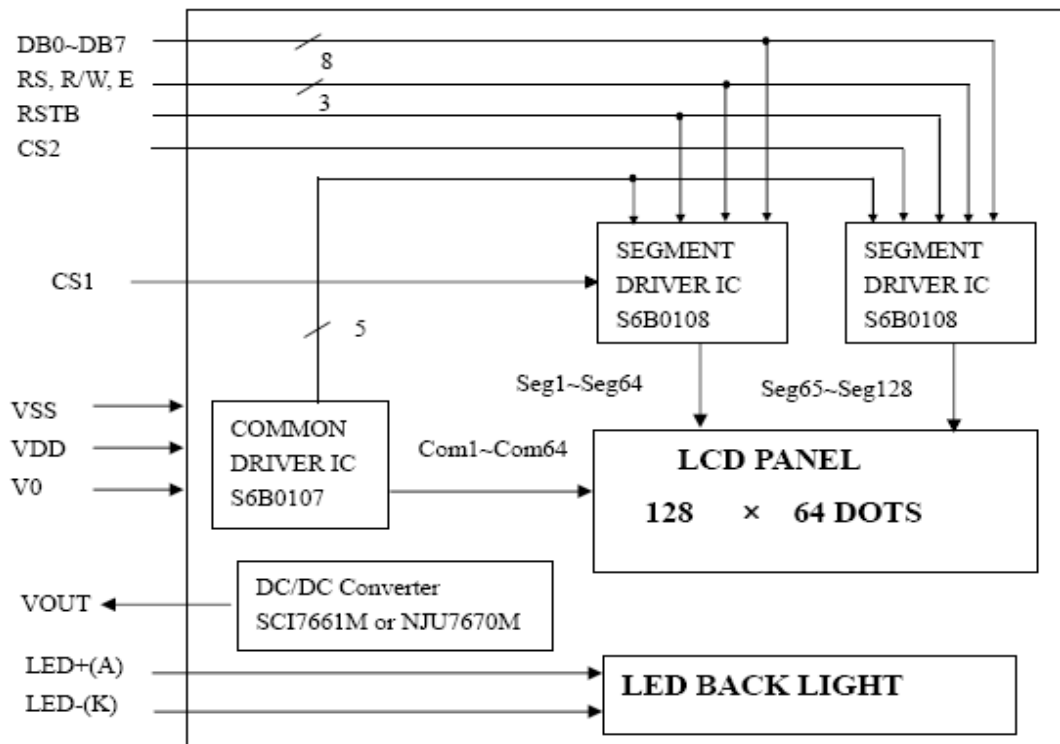 DB0~DB7
8
RS, R/W, E
3
RSTB
CS2
SEGMENT
DRIVER IC
S6B0108
SEGMENT
DRIVER IC
S6B0108
CS1
5
Seg1~Seg64
Seg65~Seg128
VSS
VDD
V0
COMMON
DRIVER IC
S6B0107
Com1~Com64
LCD PANEL
128 × 64 DOTS
DC/DC Converter
SCI7661M or NJU7670M
VOUT
LED+(A)
LED-(K)
LED BACK LIGHT